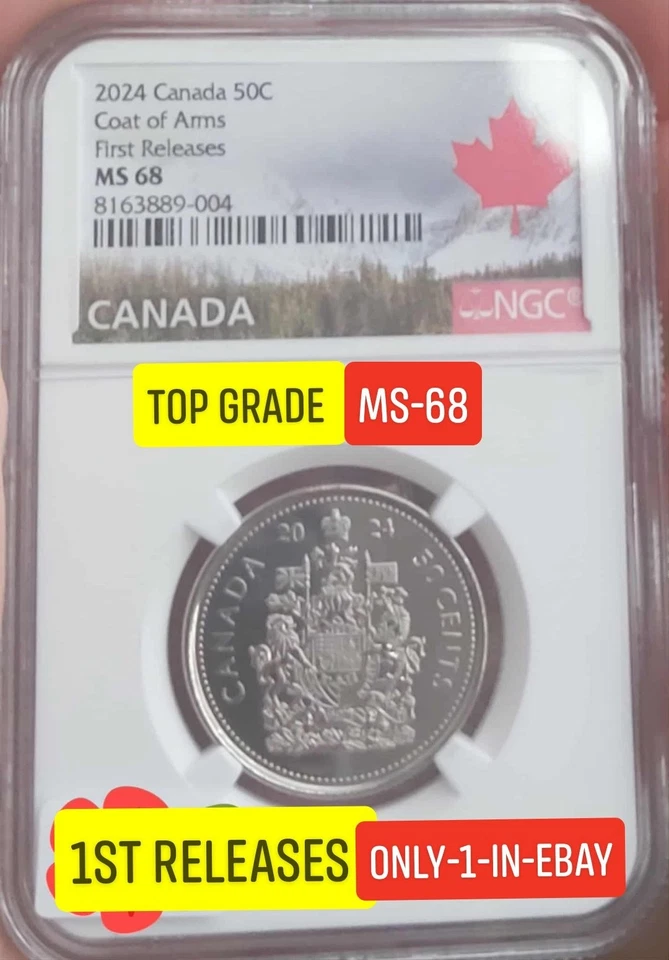 2024 Canada 50C
Coat of Arms
First Releases
MS 68
8163889-004
CANADA
NGC®
TOP GRADE MS-68
20 24
CANADA
50 CENTS
1ST RELEASES ONLY-1-IN-EBAY